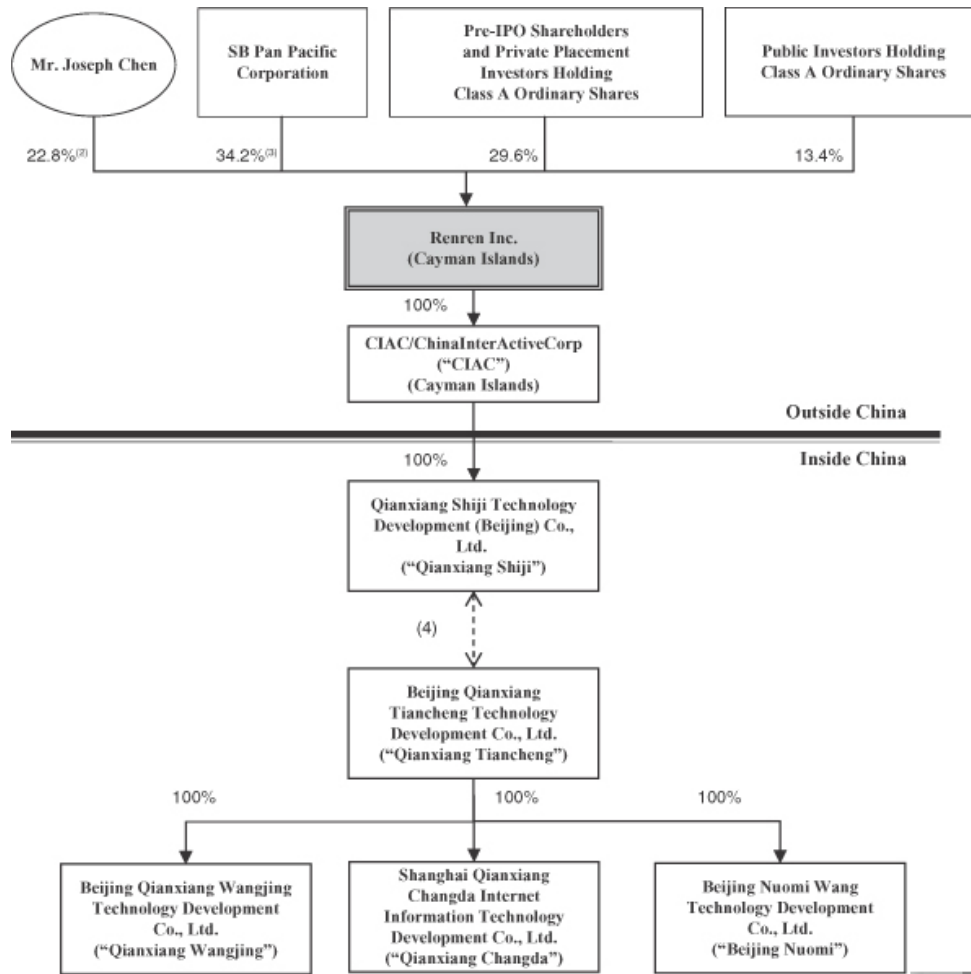 Mr. Joseph Chen
SB Pan Pacific
Corporation
Pre-IPO Shareholders
and Private Placement
Investors Holding
Class A Ordinary Shares
Public Investors Holding
Class A Ordinary Shares
22.8%(2)
34.2%(3)
29.6%
13.4%
Renren Inc.
(Cayman Islands)
100%
CIAC/ChinaInterActiveCorp
(“CIAC”)
(Cayman Islands)
Outside China
Inside China
100%
Qianxiang Shiji Technology
Development (Beijing) Co.,
Ltd.
(“Qianxiang Shiji”)
(4)
Beijing Qianxiang
Tiancheng Technology
Development Co., Ltd.
(“Qianxiang Tiancheng”)
100%
100%
100%
Beijing Qianxiang Wangjing
Technology Development
Co., Ltd.
(“Qianxiang Wangjing”)
Shanghai Qianxiang
Changda Internet
Information Technology
Development Co., Ltd.
(“Qianxiang Changda”)
Beijing Nuomi Wang
Technology Development
Co., Ltd.
(“Beijing Nuomi”)